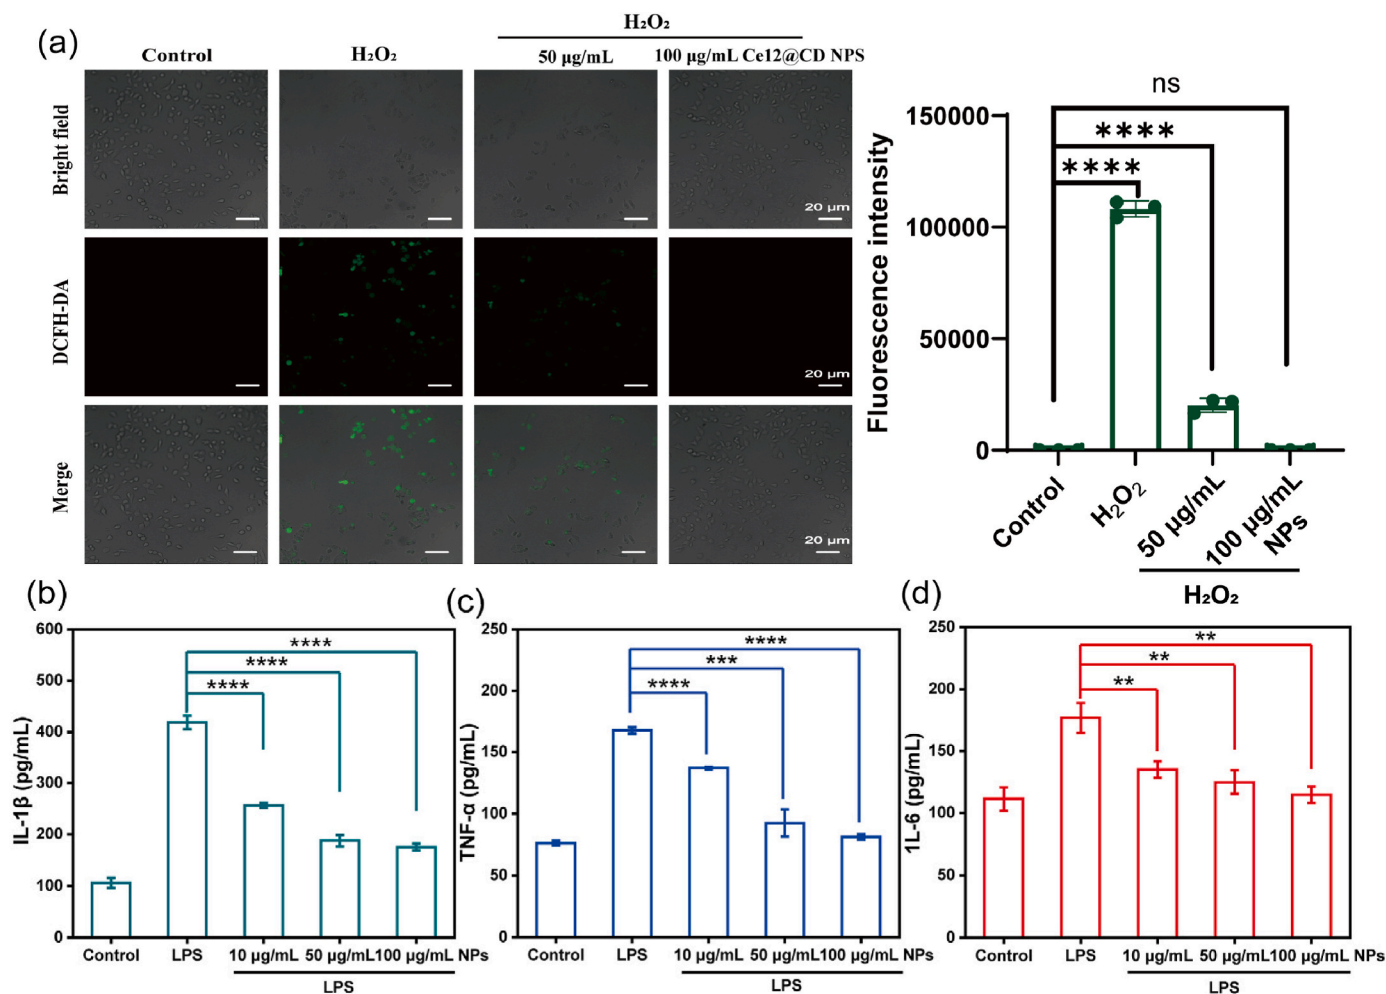 (a)
H₂O₂
Control
H₂O₂
50 μg/mL
100 μg/mL Ce12@CD NPS
Bright field
20 μm
DCFH-DA
20 μm
Merge
20 μm
ns
****
****
Fluorescence intensity
150000
100000
50000
0
Control
H₂O₂
50 μg/mL
100 μg/mL
NPs
H₂O₂
(b)
IL-1β (pg/mL)
600
500
400
300
200
100
0
****
****
****
Control
LPS
10 μg/mL
50 μg/mL
100 μg/mL NPs
LPS
(c)
TNF-α (pg/mL)
250
200
150
100
50
0
****
***
****
Control
LPS
10 μg/mL
50 μg/mL
100 μg/mL NPs
LPS
(d)
1L-6 (pg/mL)
250
200
150
100
50
0
**
**
**
Control
LPS
10 μg/mL
50 μg/mL
100 μg/mL NPs
LPS